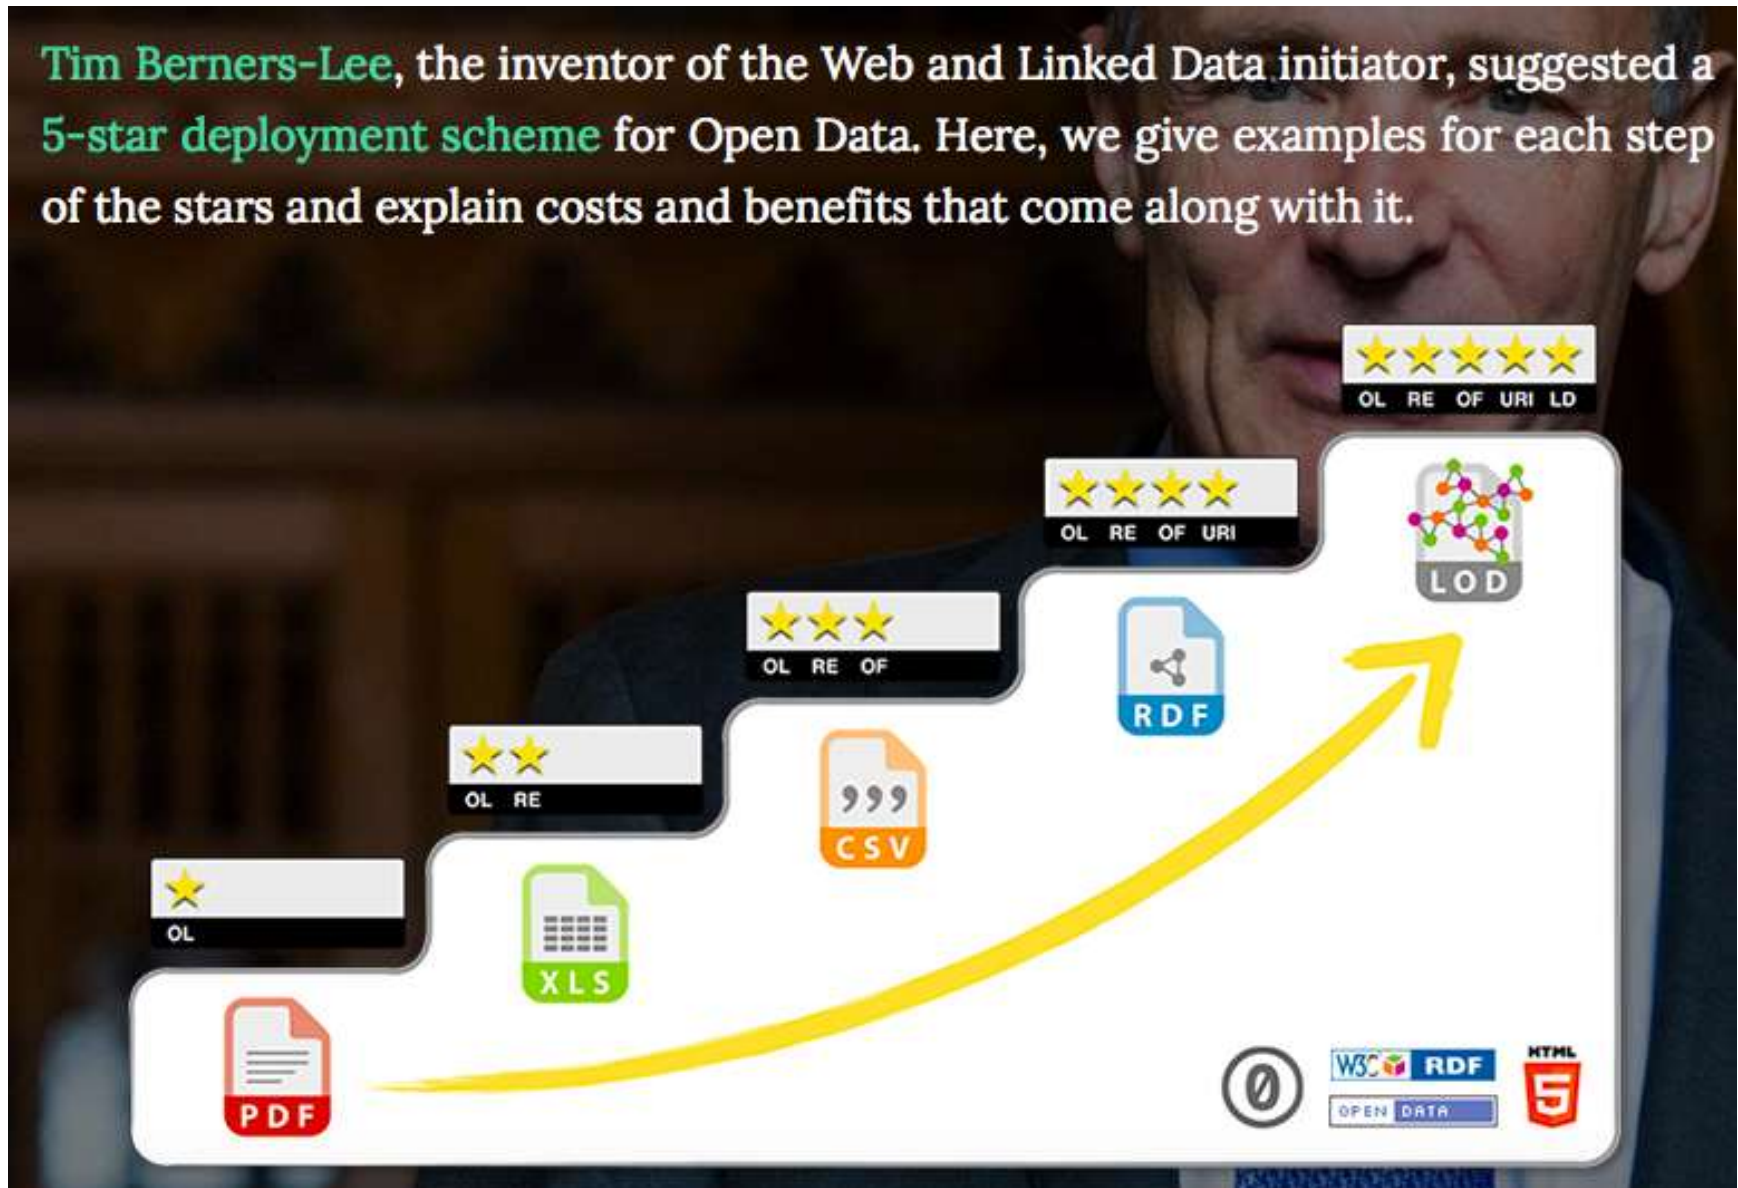 Tim Berners-Lee, the inventor of the Web and Linked Data initiator, suggested a
5-star deployment scheme for Open Data. Here, we give examples for each step
of the stars and explain costs and benefits that come along with it.
OL RE OF URI LD
LOD
OL RE OF URI
RDF
OL RE OF
,,,
CSV
OL RE
XLS
OL
PDF
0
W3C RDF
OPEN DATA
HTML
5